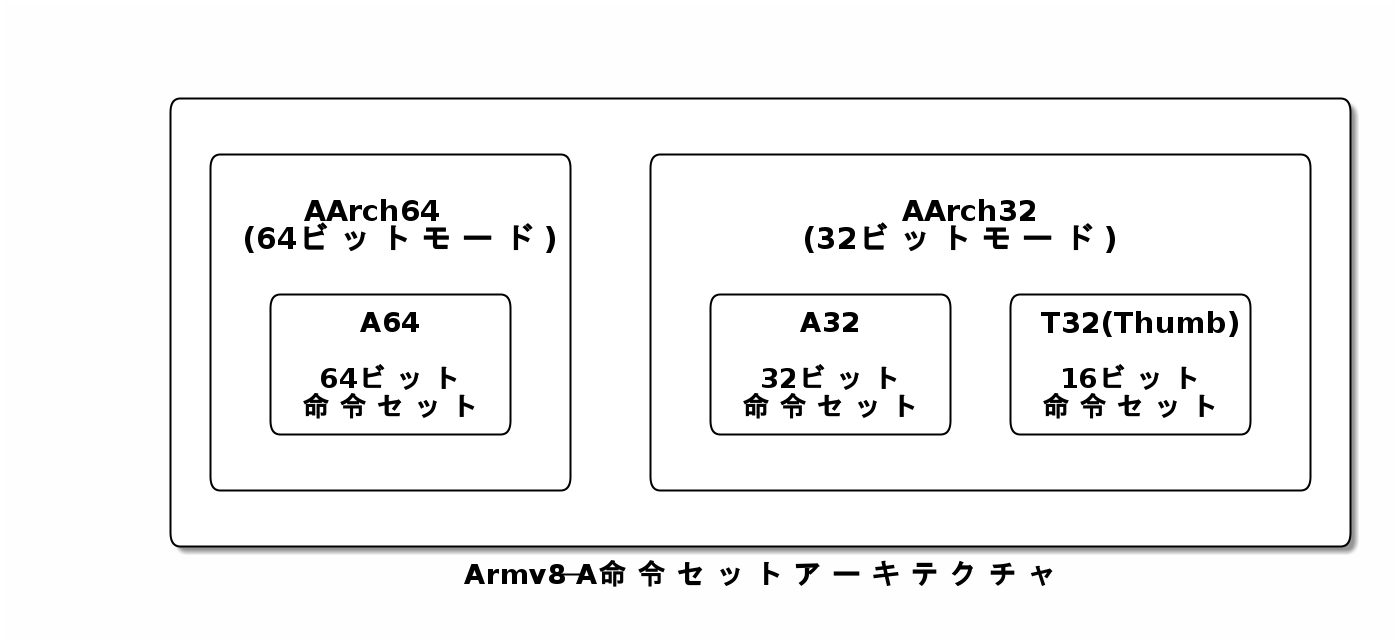 AArch64
(64ビットモード)
AArch32
(32ビットモード)
A64
64ビット
命令セット
A32
32ビット
命令セット
T32(Thumb)
16ビット
命令セット
Armv8-A命令セットアーキテクチャ